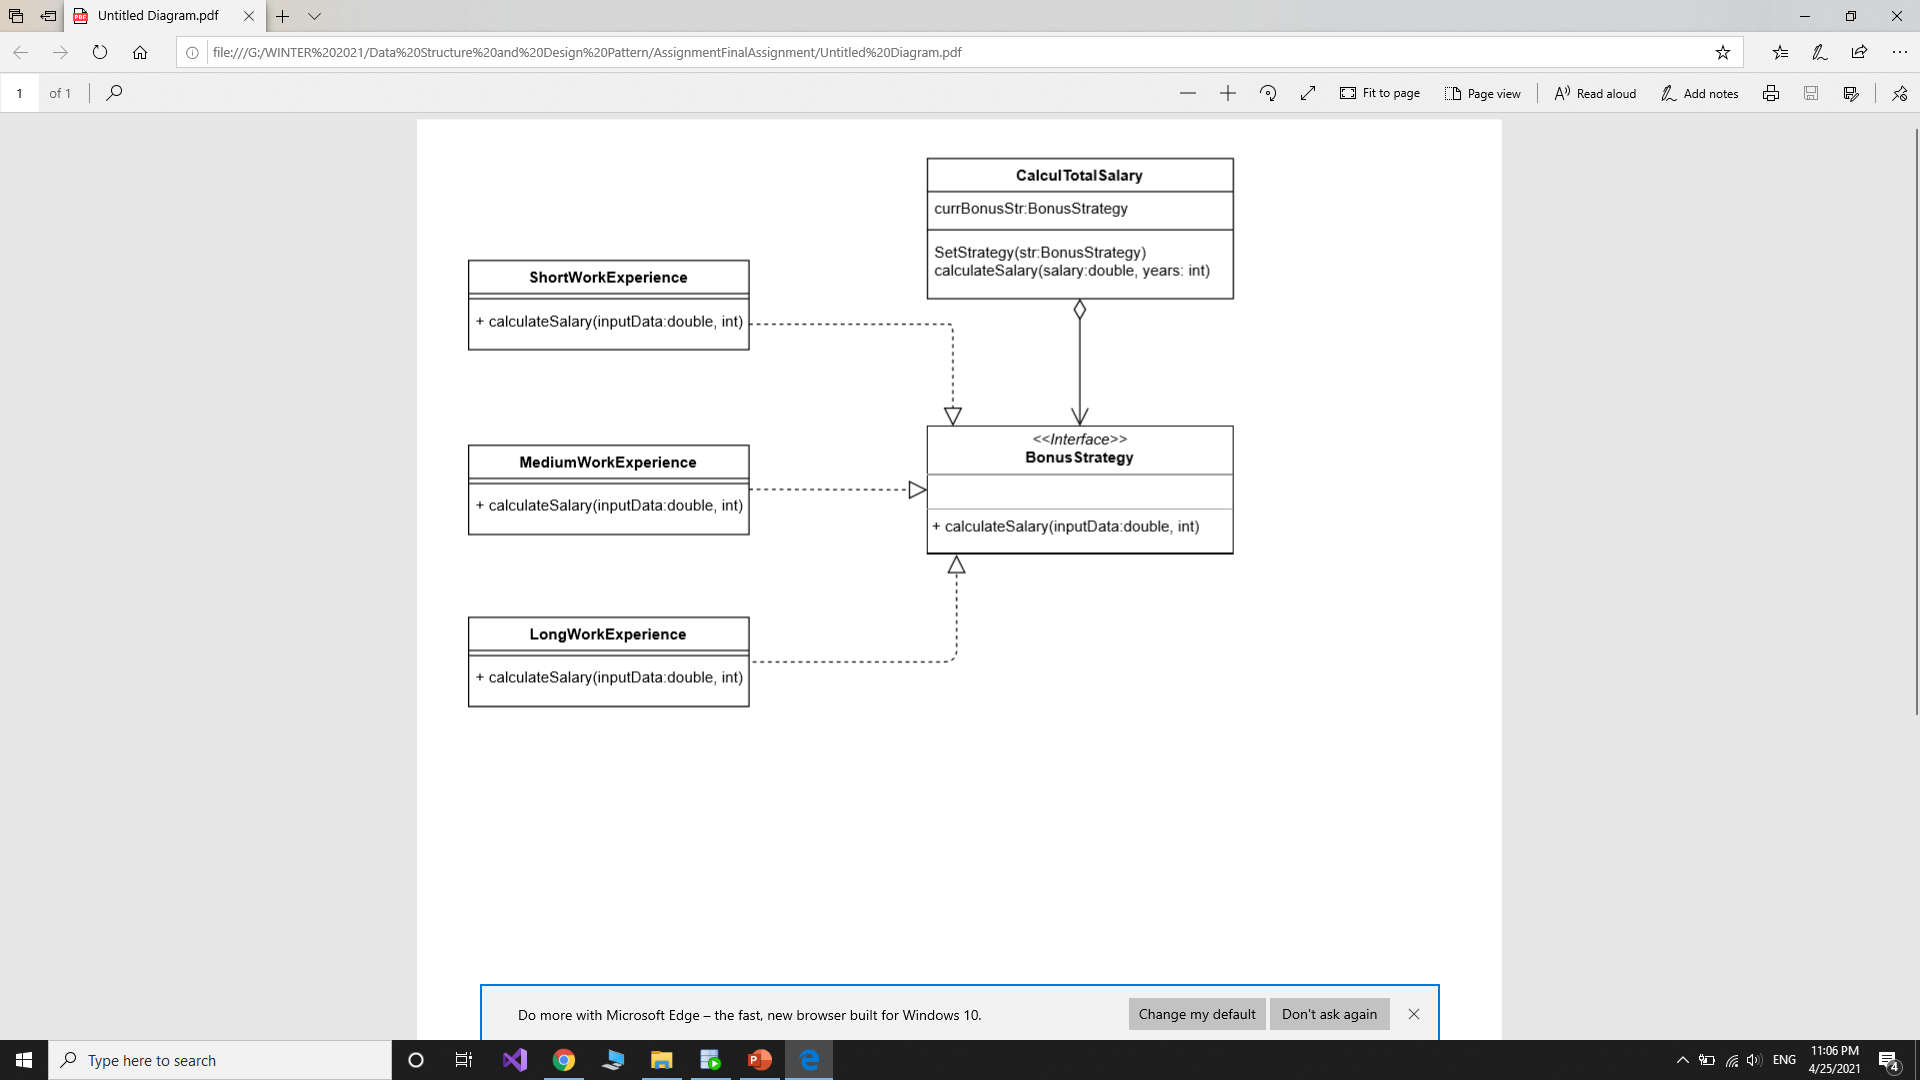 Untitled Diagram.pdf
file:///G:/WINTER%202021/Data%20Structure%20and%20Design%20Pattern/AssignmentFinalAssignment/Untitled%20Diagram.pdf
1 of 1
Fit to page
Page view
Read aloud
Add notes
CalculTotalSalary
currBonusStr:BonusStrategy
SetStrategy(str:BonusStrategy)
calculateSalary(salary:double, years: int)
ShortWorkExperience
+ calculateSalary(inputData:double, int)
<<Interface>>
BonusStrategy
+ calculateSalary(inputData:double, int)
MediumWorkExperience
+ calculateSalary(inputData:double, int)
LongWorkExperience
+ calculateSalary(inputData:double, int)
Do more with Microsoft Edge – the fast, new browser built for Windows 10.
Change my default
Don't ask again
Type here to search
ENG
11:06 PM
4/25/2021
4